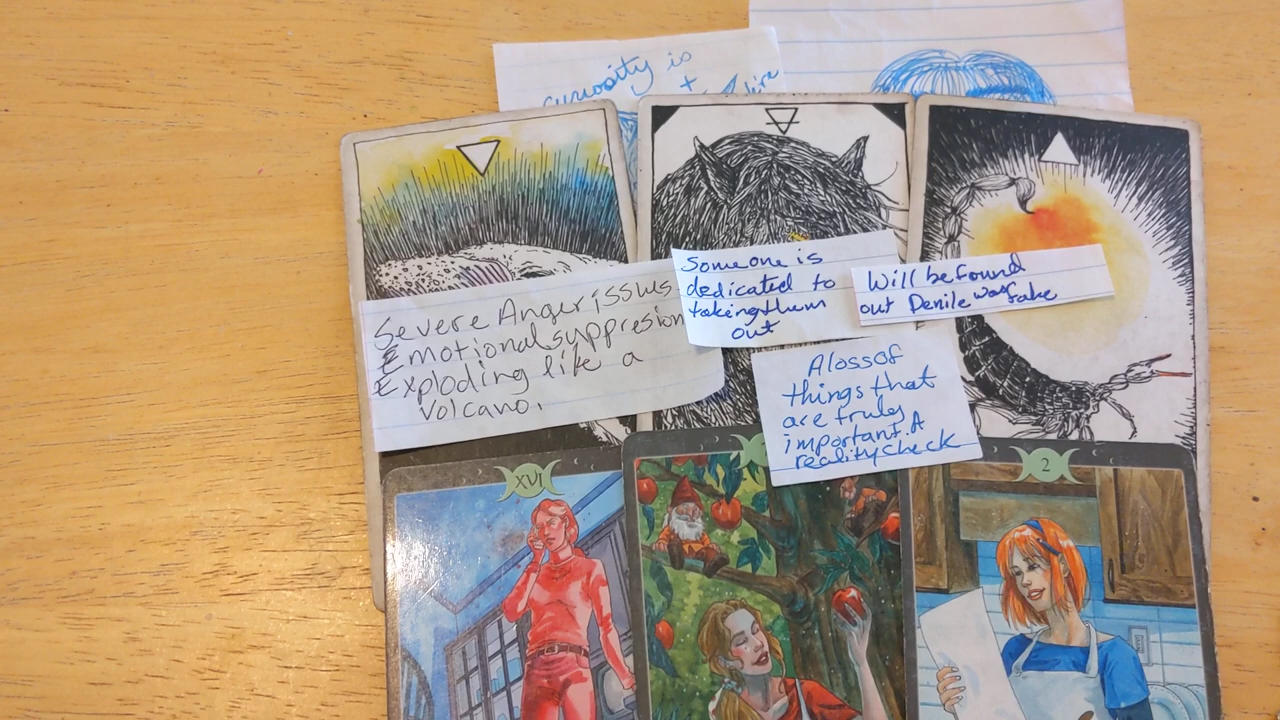 curiosity is
+
Severe Anger issues
Emotional suppresion
Exploding like a
Volcano.
Someone is
dedicated to
taking them
out
Will be found
out Denile was fake
A loss of
things that
are truly
important. A
reality check
XVI
2